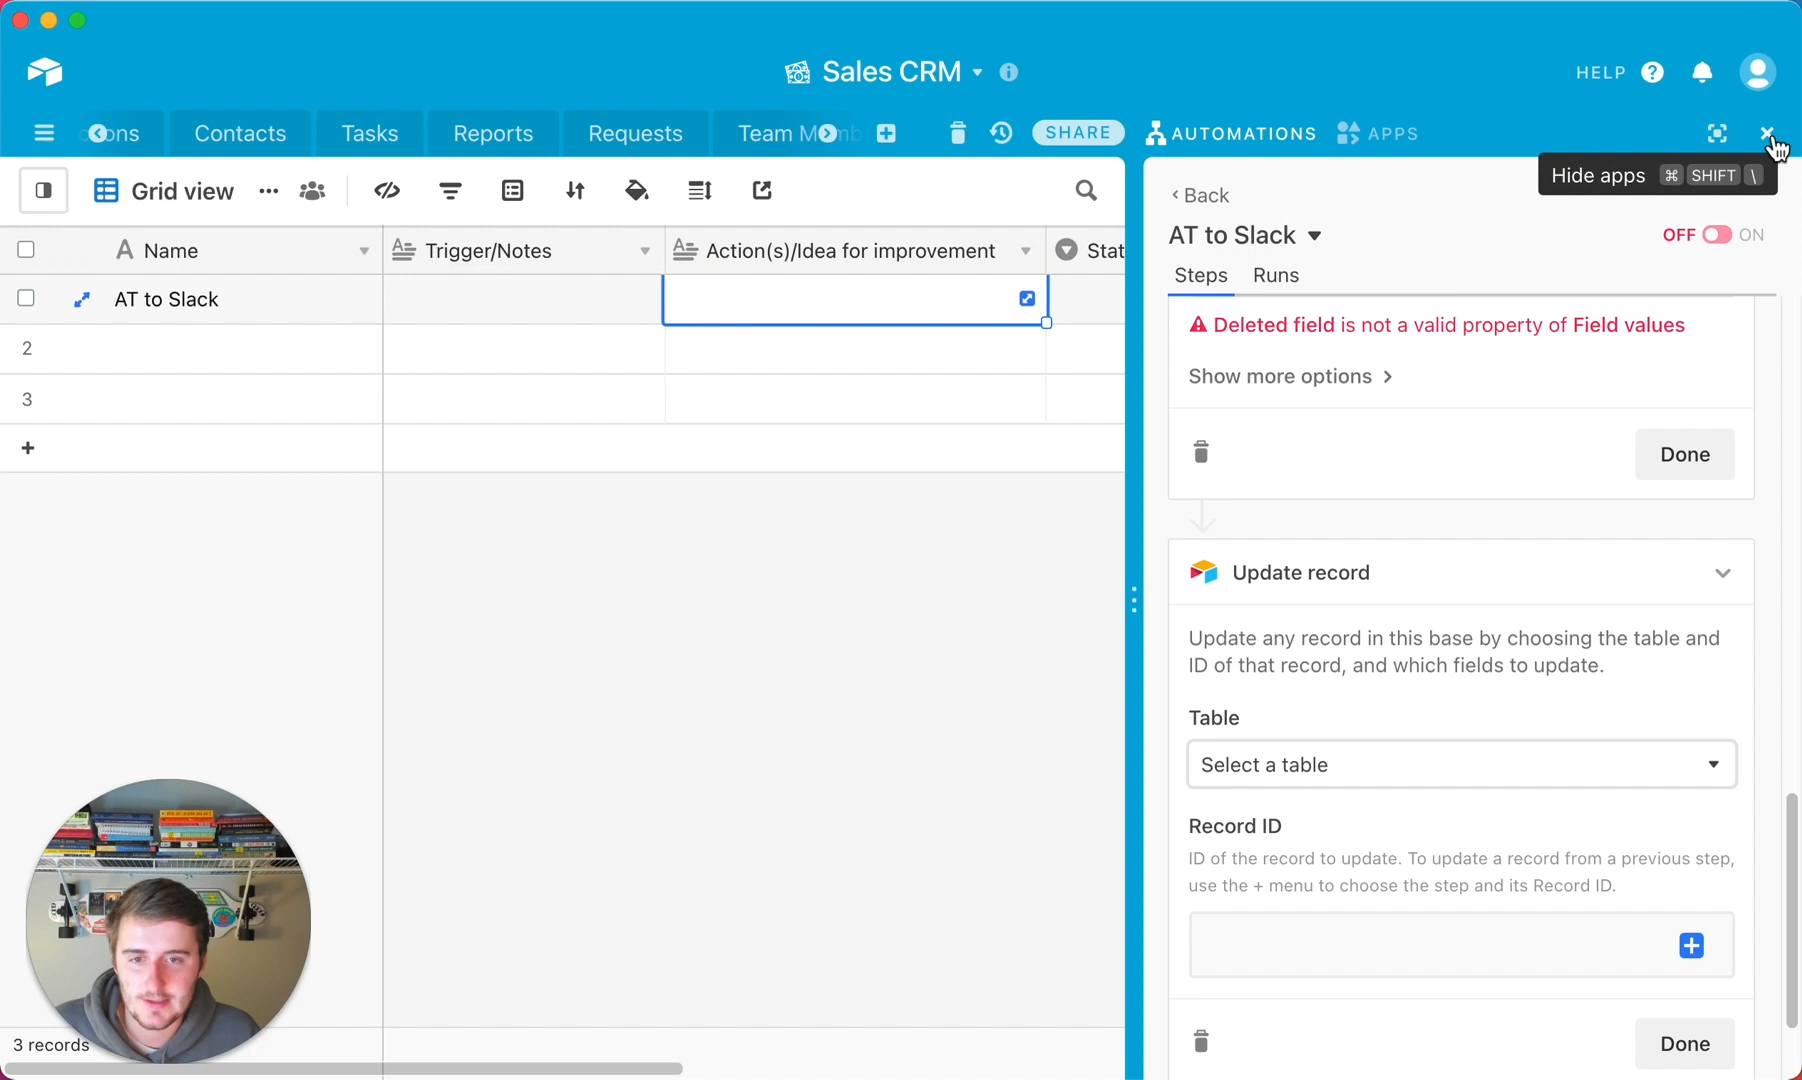 Sales CRM
HELP
ons
Contacts
Tasks
Reports
Requests
Team M mb
SHARE
AUTOMATIONS
APPS
Hide apps ⌘ SHIFT \
Grid view
Back
AT to Slack
OFF ON
Steps Runs
Name
Trigger/Notes
Action(s)/Idea for improvement
Stat
AT to Slack
2
3
3 records
Deleted field is not a valid property of Field values
Show more options
Done
Update record
Update any record in this base by choosing the table and
ID of that record, and which fields to update.
Table
Select a table
Record ID
ID of the record to update. To update a record from a previous step,
use the + menu to choose the step and its Record ID.
Done